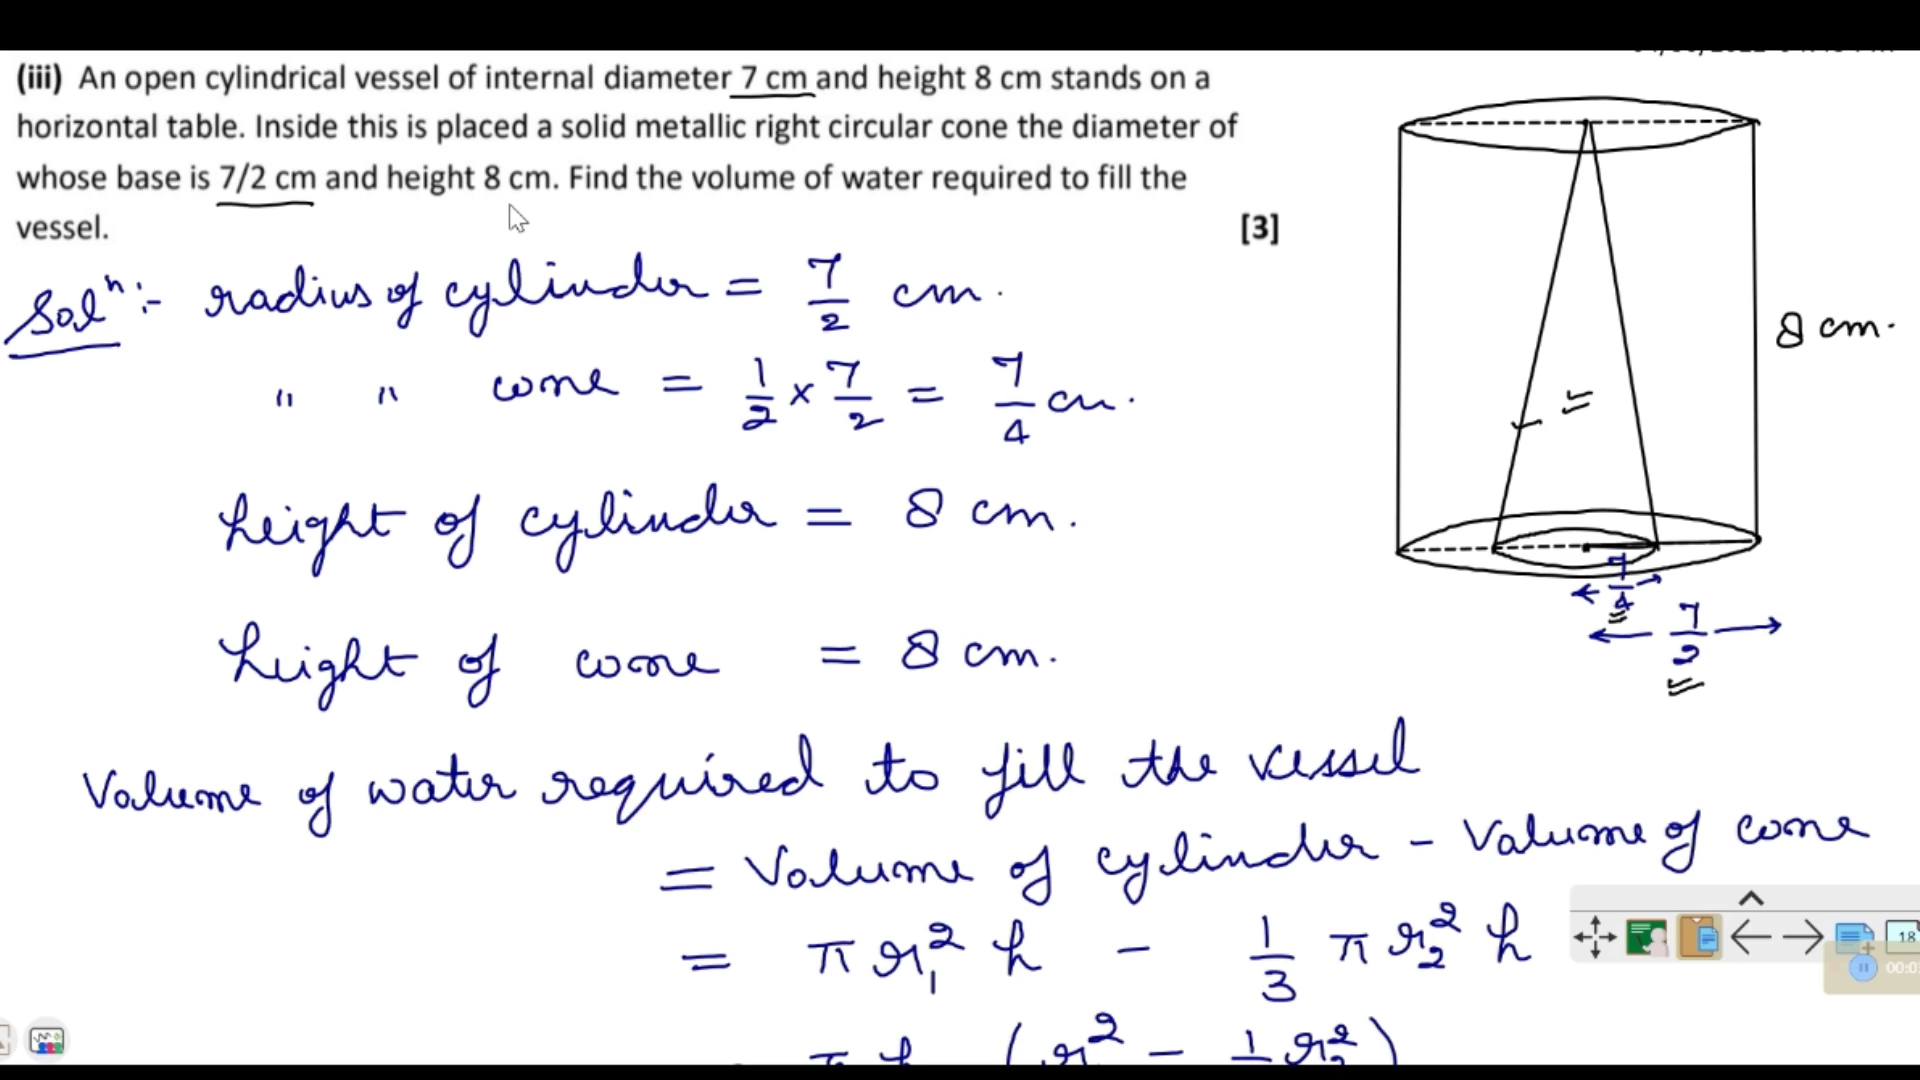 (iii) An open cylindrical vessel of internal diameter 7 cm and height 8 cm stands on a
horizontal table. Inside this is placed a solid metallic right circular cone the diameter of
whose base is 7/2 cm and height 8 cm. Find the volume of water required to fill the
vessel. [3]
Solⁿ :- radius of cylinder = 7/2 cm.
" " cone = 1/2 × 7/2 = 7/4 cm.
height of cylinder = 8 cm.
height of cone = 8 cm.
Volume of water required to fill the vessel
= Volume of cylinder - Volume of cone
= π r₁² h - 1/3 π r₂² h
8 cm.
7/4
7/2
18